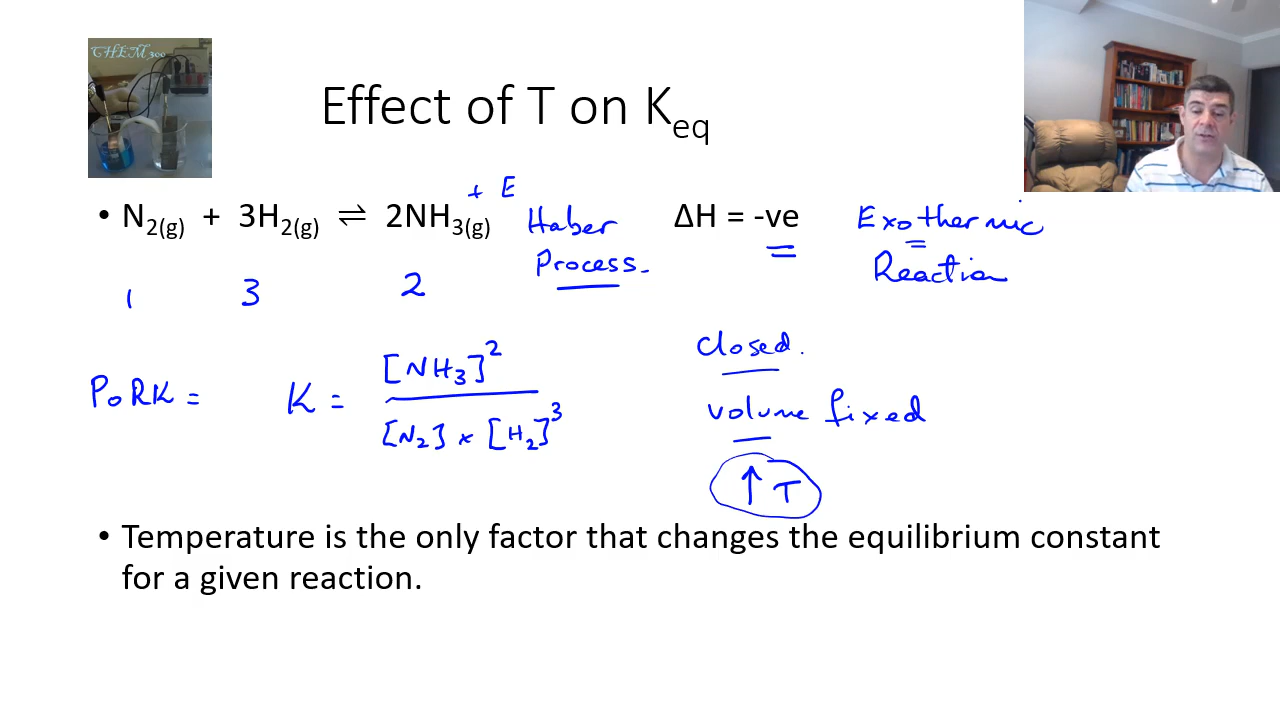 CHEM 300
Effect of T on Keq
• N2(g) + 3H2(g) ⇌ 2NH3(g) + E Haber Process. ΔH = -ve Exothermic Reaction
1 3 2
PoRK = K = [NH3]² / [N2] × [H2]³
closed.
volume fixed
↑ T
• Temperature is the only factor that changes the equilibrium constant
for a given reaction.